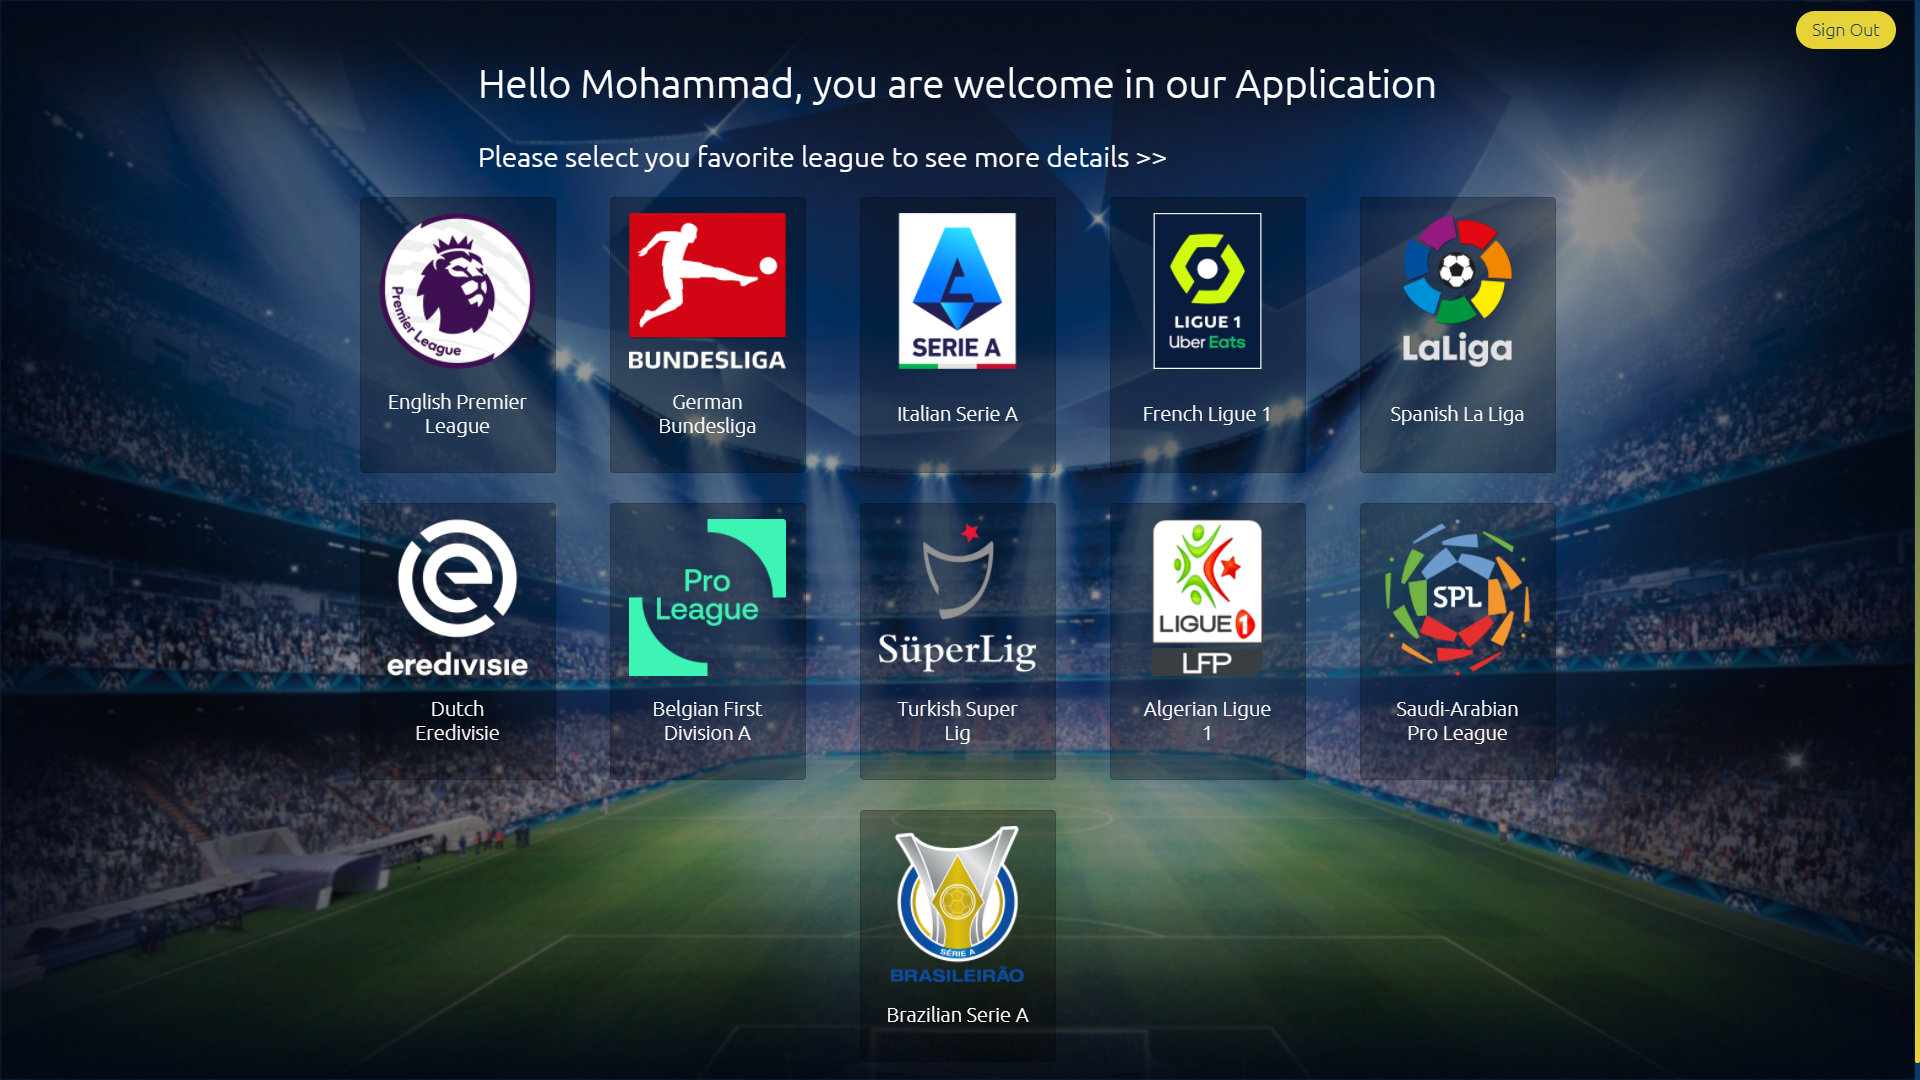 Sign Out
Hello Mohammad, you are welcome in our Application
Please select you favorite league to see more details >>
Premier League
BUNDESLIGA
SERIE A
LIGUE 1
Uber Eats
LaLiga
English Premier
League
German
Bundesliga
Italian Serie A
French Ligue 1
Spanish La Liga
eredivisie
Pro
League
SüperLig
LIGUE 1
LFP
SPL
Dutch
Eredivisie
Belgian First
Division A
Turkish Super
Lig
Algerian Ligue
1
Saudi-Arabian
Pro League
SÉRIE A
BRASILEIRÃO
Brazilian Serie A